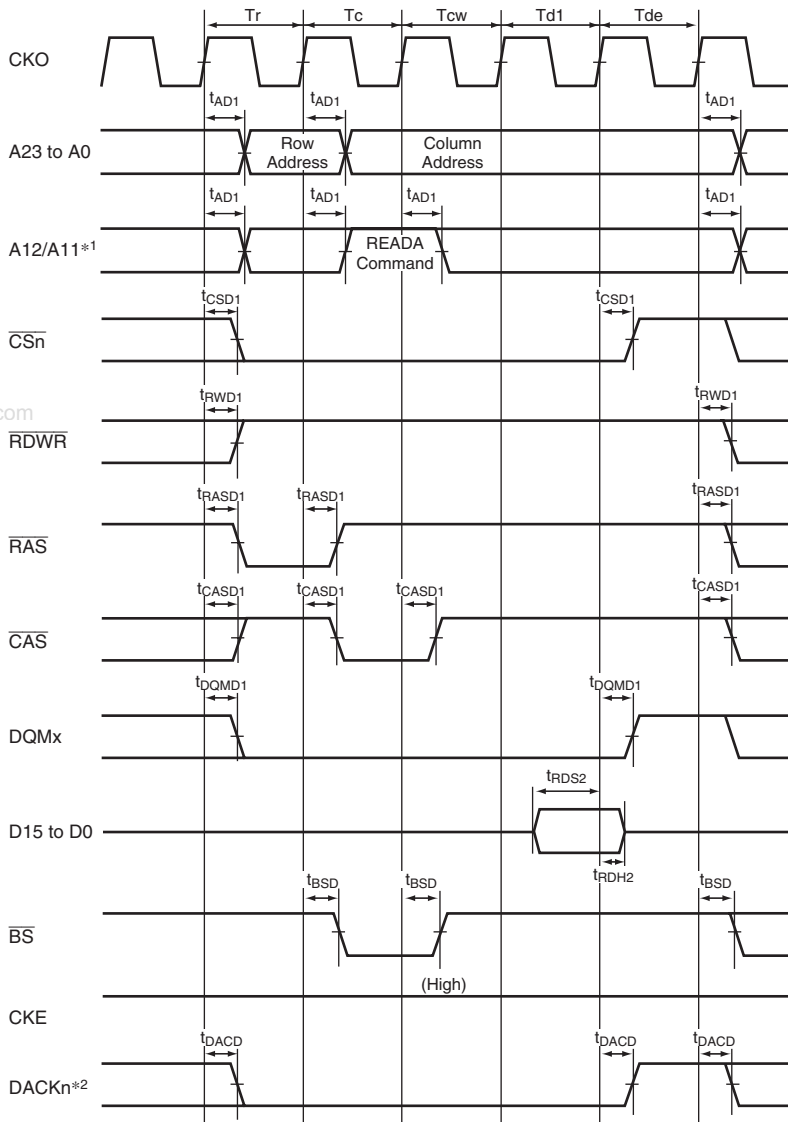 Tr Tc Tcw Td1 Tde
CKO
tAD1 tAD1 tAD1
A23 to A0 Row Address Column Address
tAD1 tAD1 tAD1 tAD1
A12/A11*1 READA Command
tCSD1 tCSD1
CSn
tRWD1 tRWD1
com
RDWR
tRASD1 tRASD1 tRASD1
RAS
tCASD1 tCASD1 tCASD1 tCASD1
CAS
tDQMD1 tDQMD1
DQMx
tRDS2
D15 to D0
tRDH2
tBSD tBSD tBSD
BS
(High)
CKE
tDACD tDACD tDACD
DACKn*2